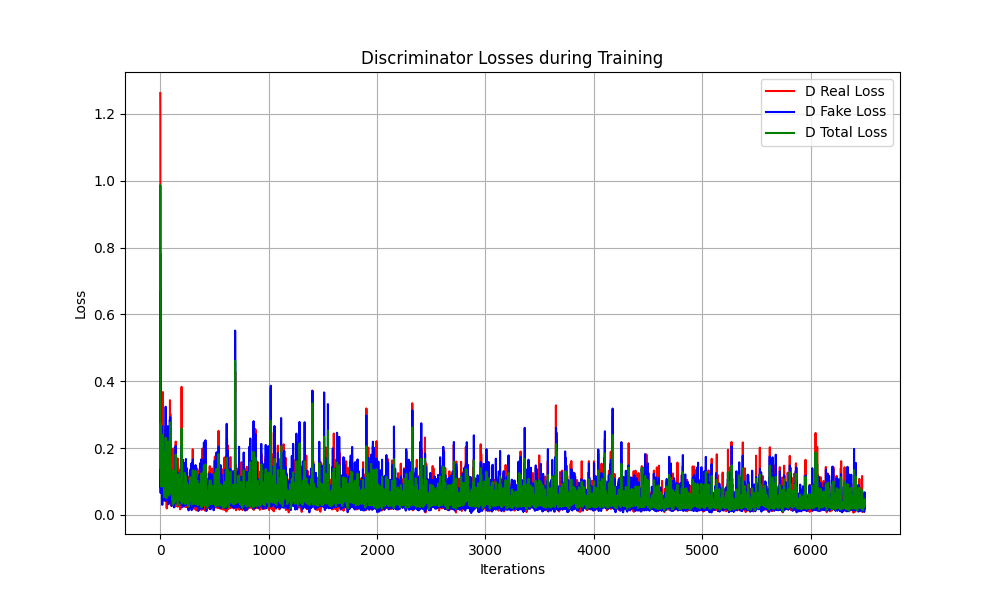 Discriminator Losses during Training
D Real Loss
D Fake Loss
D Total Loss
1.2
1.0
0.8
0.6
0.4
0.2
0.0
Loss
0 1000 2000 3000 4000 5000 6000
Iterations